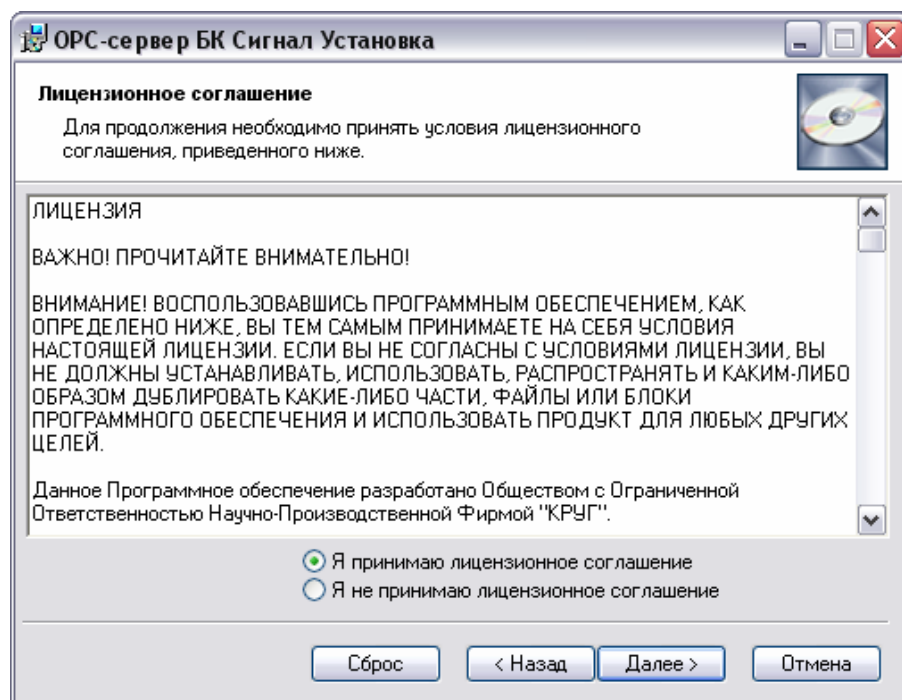 ОРС-сервер БК Сигнал Установка
Лицензионное соглашение
Для продолжения необходимо принять условия лицензионного
соглашения, приведенного ниже.
ЛИЦЕНЗИЯ
ВАЖНО! ПРОЧИТАЙТЕ ВНИМАТЕЛЬНО!
ВНИМАНИЕ! ВОСПОЛЬЗОВАВШИСЬ ПРОГРАММНЫМ ОБЕСПЕЧЕНИЕМ, КАК
ОПРЕДЕЛЕНО НИЖЕ, ВЫ ТЕМ САМЫМ ПРИНИМАЕТЕ НА СЕБЯ УСЛОВИЯ
НАСТОЯЩЕЙ ЛИЦЕНЗИИ. ЕСЛИ ВЫ НЕ СОГЛАСНЫ С УСЛОВИЯМИ ЛИЦЕНЗИИ, ВЫ
НЕ ДОЛЖНЫ УСТАНАВЛИВАТЬ, ИСПОЛЬЗОВАТЬ, РАСПРОСТРАНЯТЬ И КАКИМ-ЛИБО
ОБРАЗОМ ДУБЛИРОВАТЬ КАКИЕ-ЛИБО ЧАСТИ, ФАЙЛЫ ИЛИ БЛОКИ
ПРОГРАММНОГО ОБЕСПЕЧЕНИЯ И ИСПОЛЬЗОВАТЬ ПРОДУКТ ДЛЯ ЛЮБЫХ ДРУГИХ
ЦЕЛЕЙ.
Данное Программное обеспечение разработано Обществом с Ограниченной
Ответственностью Научно-Производственной Фирмой "КРУГ".
Я принимаю лицензионное соглашение
Я не принимаю лицензионное соглашение
Сброс < Назад Далее > Отмена